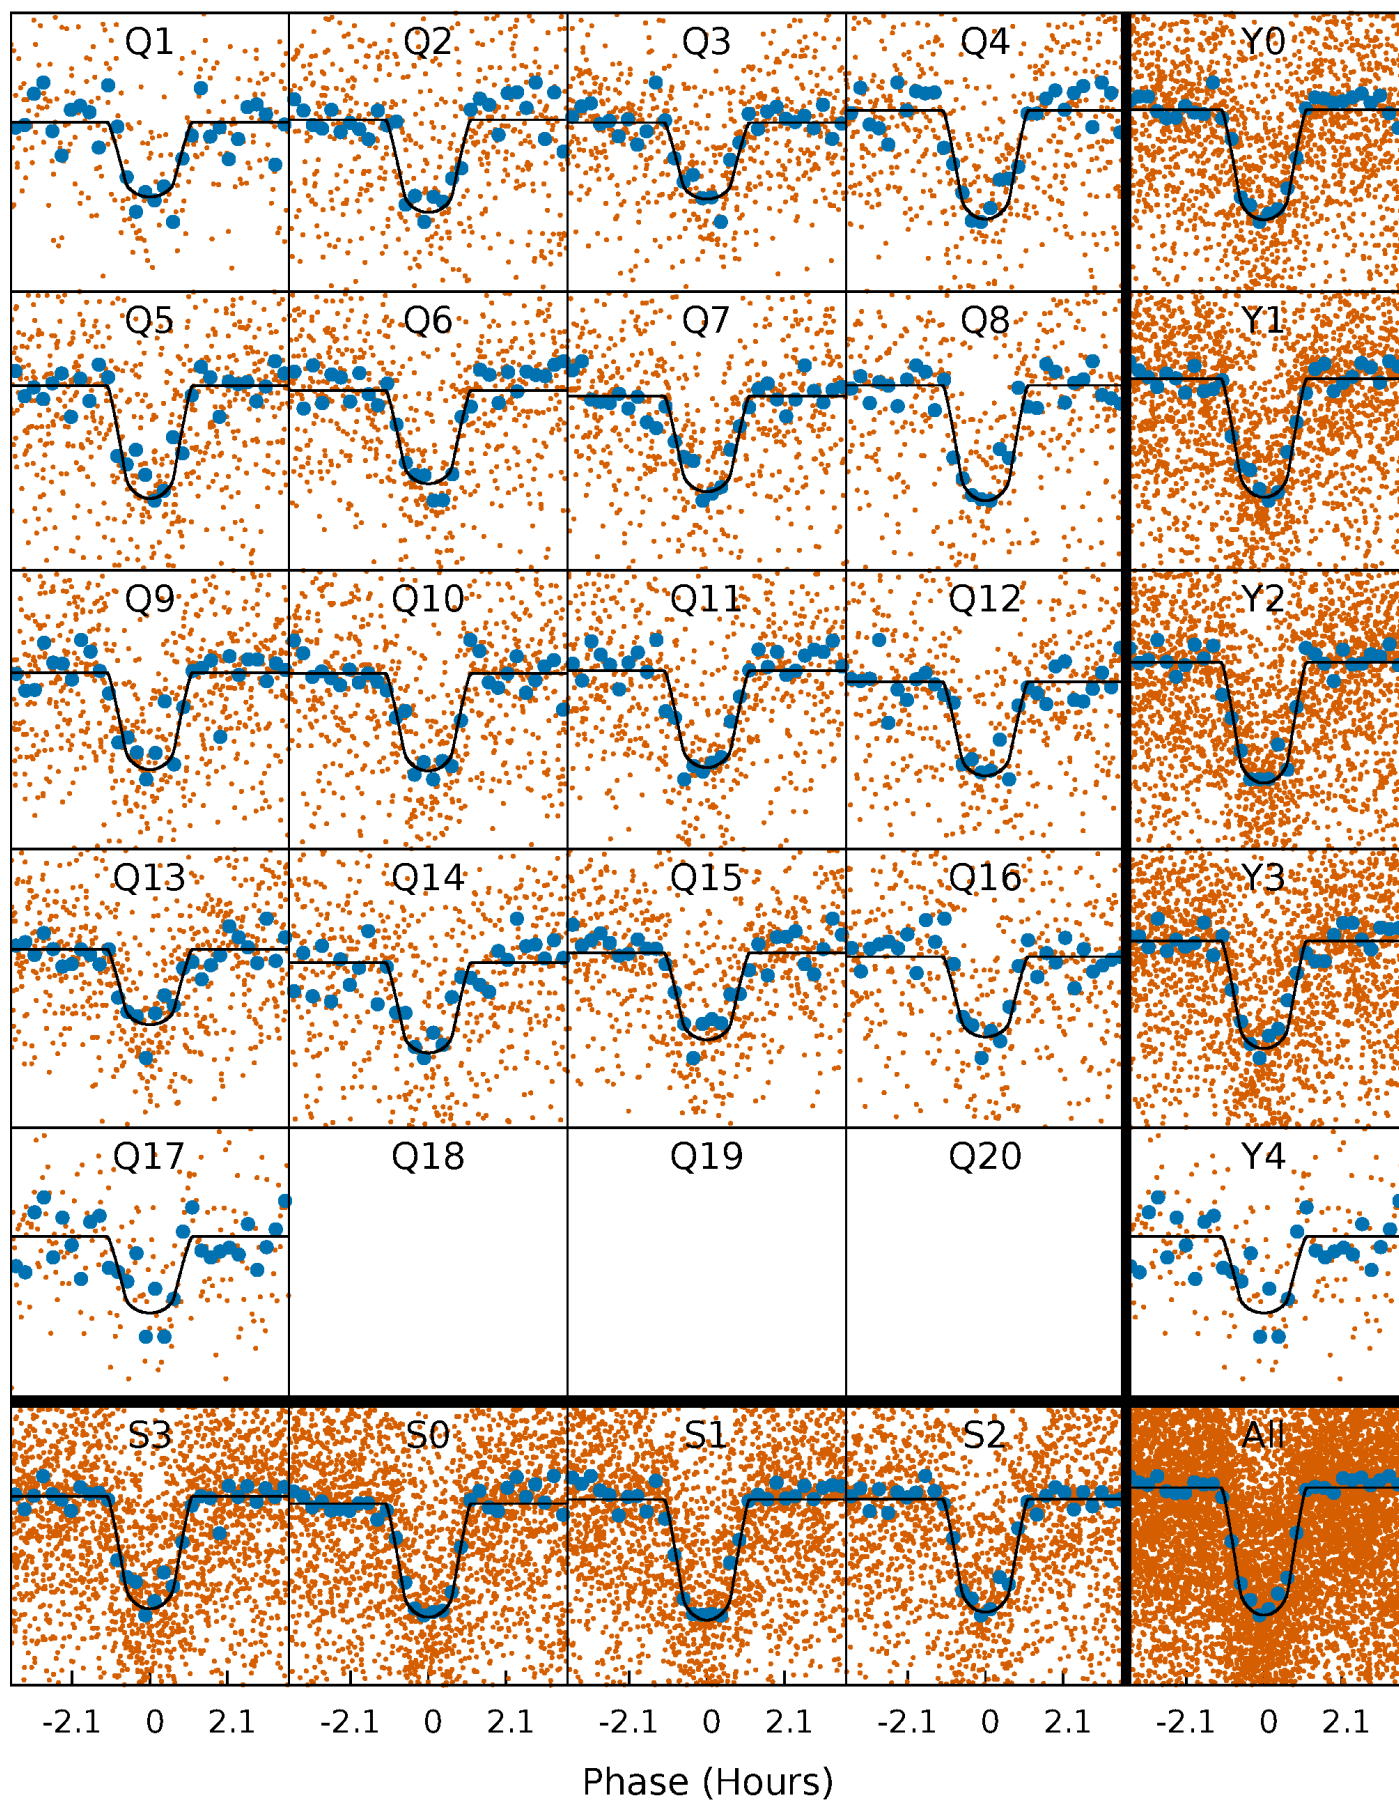 Q1 Q2 Q3 Q4 Y0
Q5 Q6 Q7 Q8 Y1
Q9 Q10 Q11 Q12 Y2
Q13 Q14 Q15 Q16 Y3
Q17 Q18 Q19 Q20 Y4
S3 S0 S1 S2 All
-2.1 0 2.1 -2.1 0 2.1 -2.1 0 2.1 -2.1 0 2.1 -2.1 0 2.1
Phase (Hours)